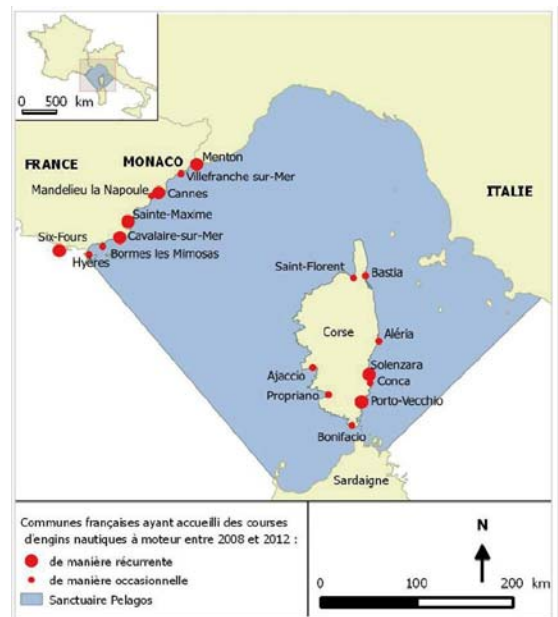 0 500 km
FRANCE
MONACO
Menton
Villefranche sur-Mer
Mandelieu la Napoule
Cannes
ITALIE
Sainte-Maxime
Six-Fours
Cavalaire-sur-Mer
Hyères
Bormes les Mimosas
Saint-Florent
Bastia
Corse
Aléria
Solenzara
Ajaccio
Conca
Propriano
Porto-Vecchio
Bonifacio
Sardaigne
Communes françaises ayant accueilli des courses
d'engins nautiques à moteur entre 2008 et 2012 :
de manière récurrente
de manière occasionnelle
Sanctuaire Pelagos
N
0 100 200
km